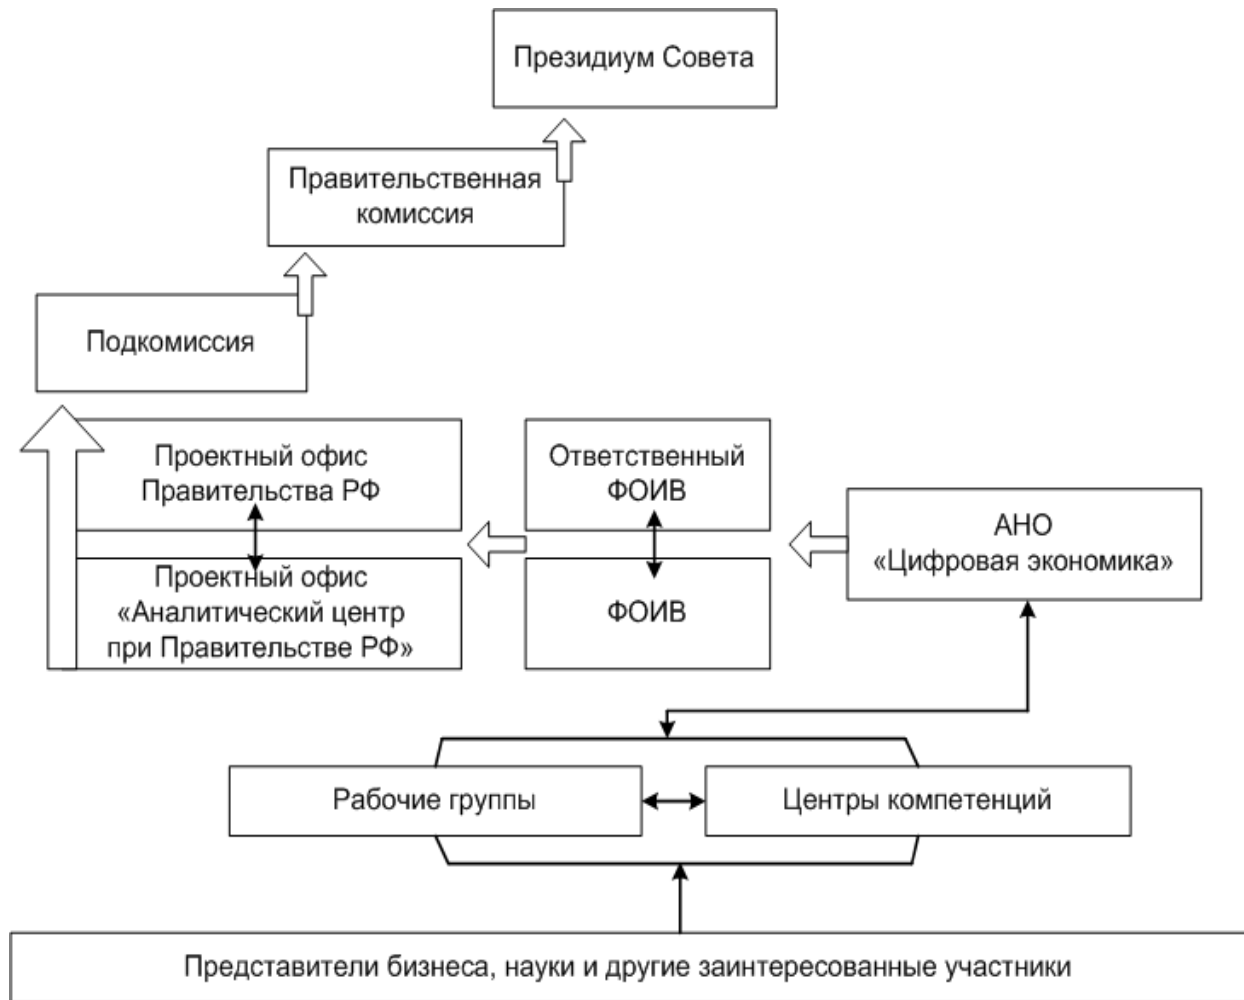 Президиум Совета
Правительственная
комиссия
Подкомиссия
Проектный офис
Правительства РФ
Ответственный
ФОИВ
АНО
«Цифровая экономика»
Проектный офис
«Аналитический центр
при Правительстве РФ»
ФОИВ
Рабочие группы
Центры компетенций
Представители бизнеса, науки и другие заинтересованные участники